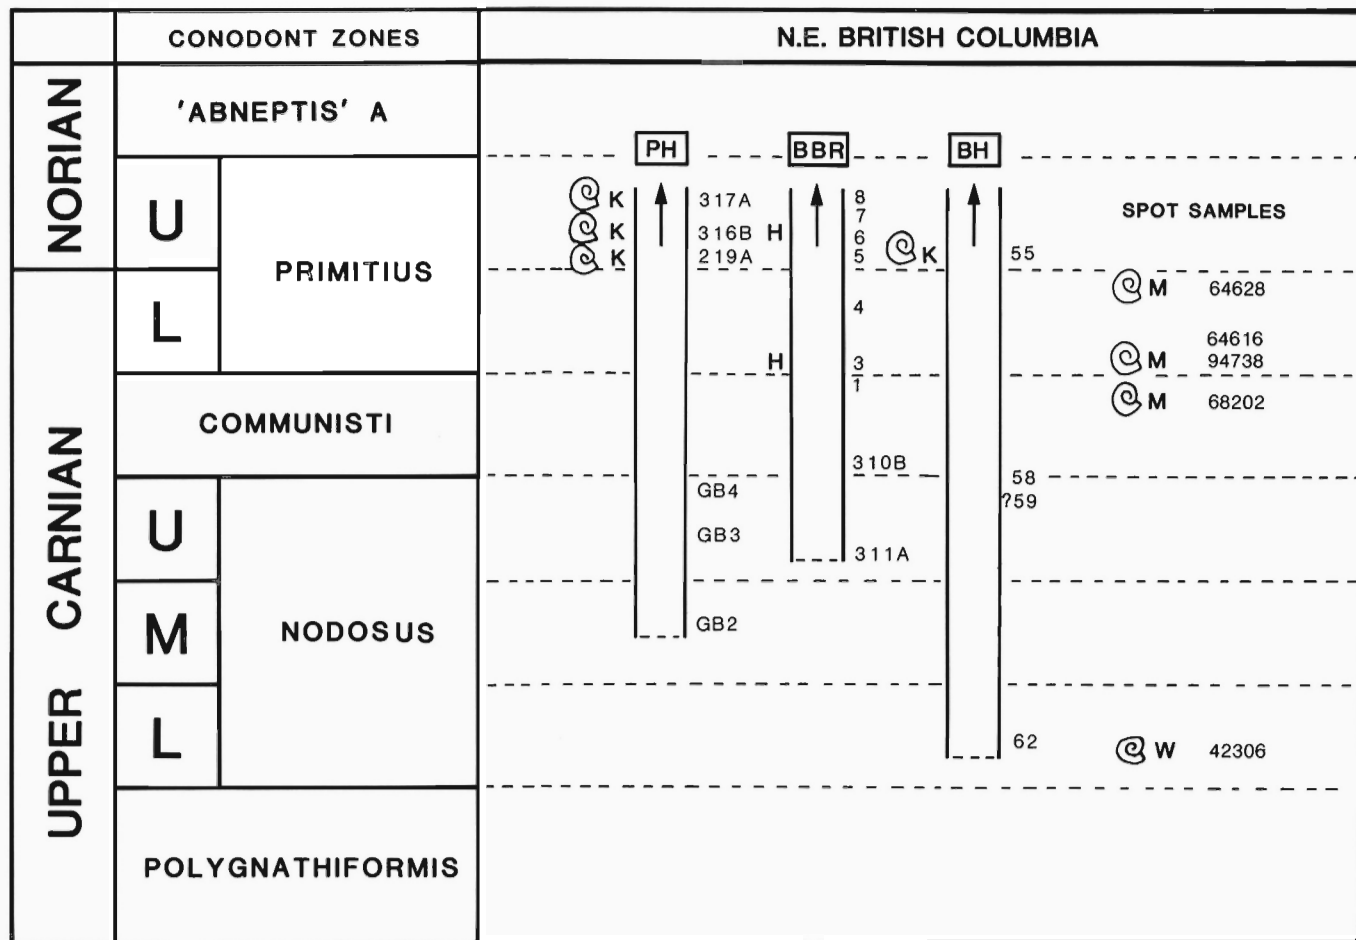 CONODONT ZONES
N.E. BRITISH COLUMBIA
NORIAN
UPPER CARNIAN
'ABNEPTIS' A
U
L
PRIMITIUS
COMMUNISTI
U
M
L
NODOSUS
POLYGNATHIFORMIS
PH
BBR
BH
K
317A
K
316B
K
219A
GB4
GB3
GB2
H
H
8
7
6
5
4
3
1
310B
311A
K
55
58
?59
62
SPOT SAMPLES
M 64628
64616
M 94738
M 68202
W 42306